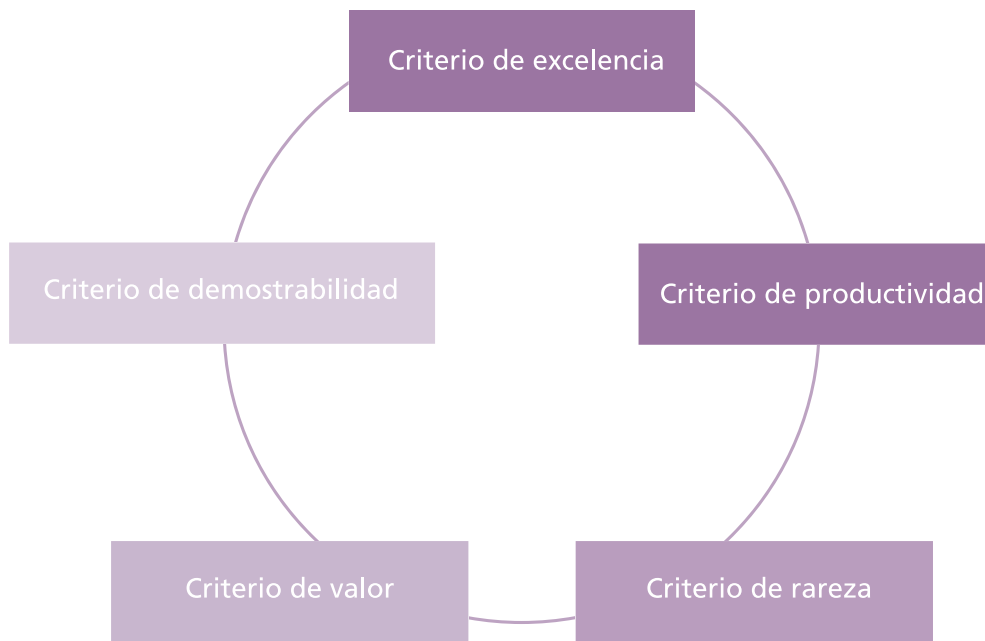 Criterio de excelencia
Criterio de demostrabilidad
Criterio de productividad
Criterio de valor
Criterio de rareza